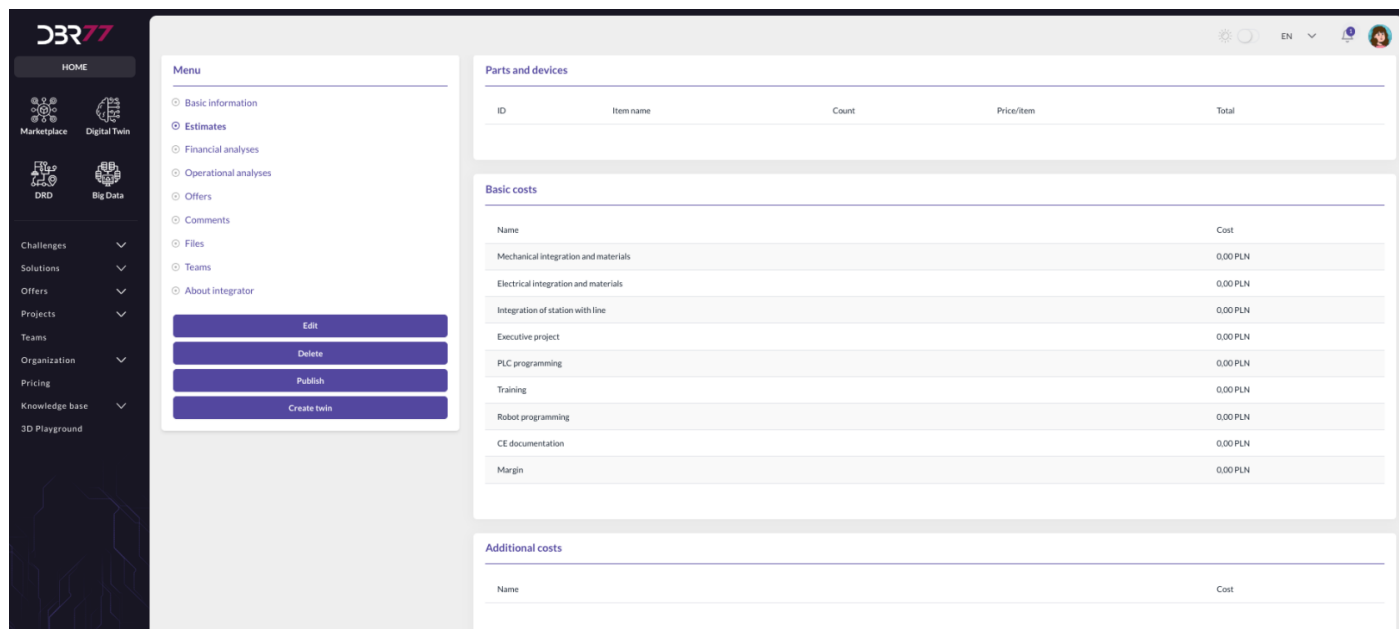 DBR77
HOME
Marketplace
Digital Twin
DRD
Big Data
Challenges
Solutions
Offers
Projects
Teams
Organization
Pricing
Knowledge base
3D Playground
EN
1
Menu
Basic information
Estimates
Financial analyses
Operational analyses
Offers
Comments
Files
Teams
About integrator
Edit
Delete
Publish
Create twin
Parts and devices
ID Item name Count Price/item Total
Basic costs
Name Cost
Mechanical integration and materials 0,00 PLN
Electrical integration and materials 0,00 PLN
Integration of station with line 0,00 PLN
Executive project 0,00 PLN
PLC programming 0,00 PLN
Training 0,00 PLN
Robot programming 0,00 PLN
CE documentation 0,00 PLN
Margin 0,00 PLN
Additional costs
Name Cost